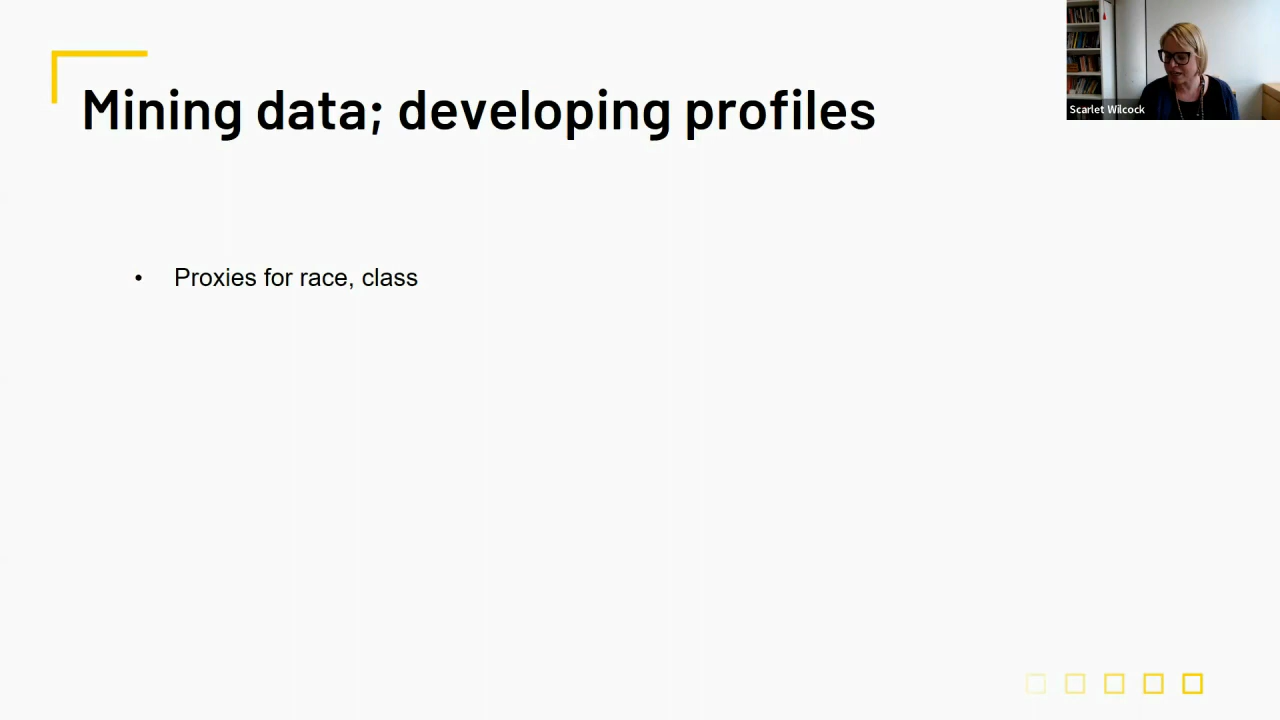 Mining data; developing profiles
Scarlet Wilcock
• Proxies for race, class